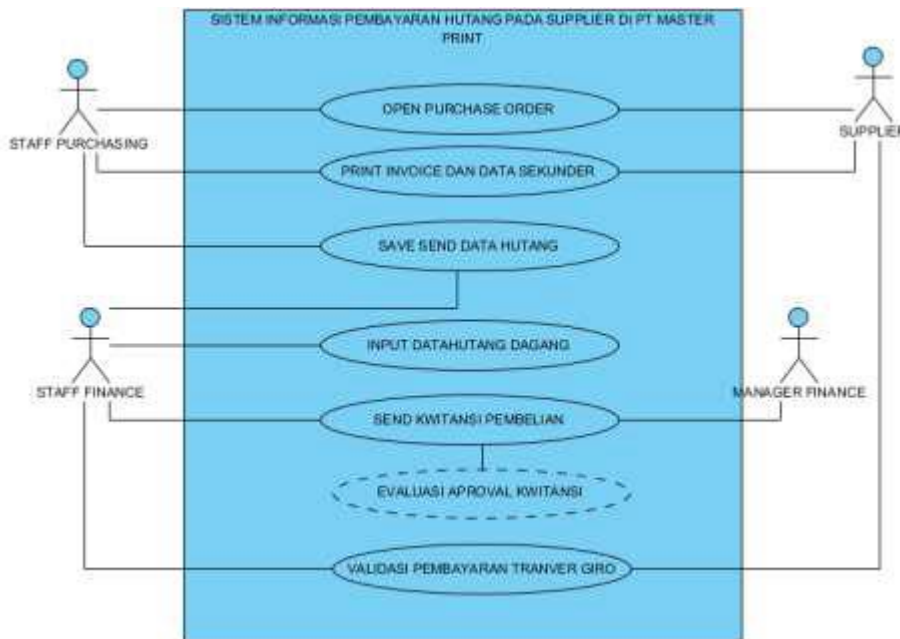 SISTEM INFORMASI PEMBAYARAN HUTANG PADA SUPPLIER DI PT MASTER
PRINT
OPEN PURCHASE ORDER
STAFF PURCHASING
SUPPLIER
PRINT INVOICE DAN DATA SEKUNDER
SAVE SEND DATA HUTANG
INPUT DATAHUTANG DAGANG
STAFF FINANCE
MANAGER FINANCE
SEND KWITANSI PEMBELIAN
EVALUASI APROVAL KWITANSI
VALIDASI PEMBAYARAN TRANVER GIRO